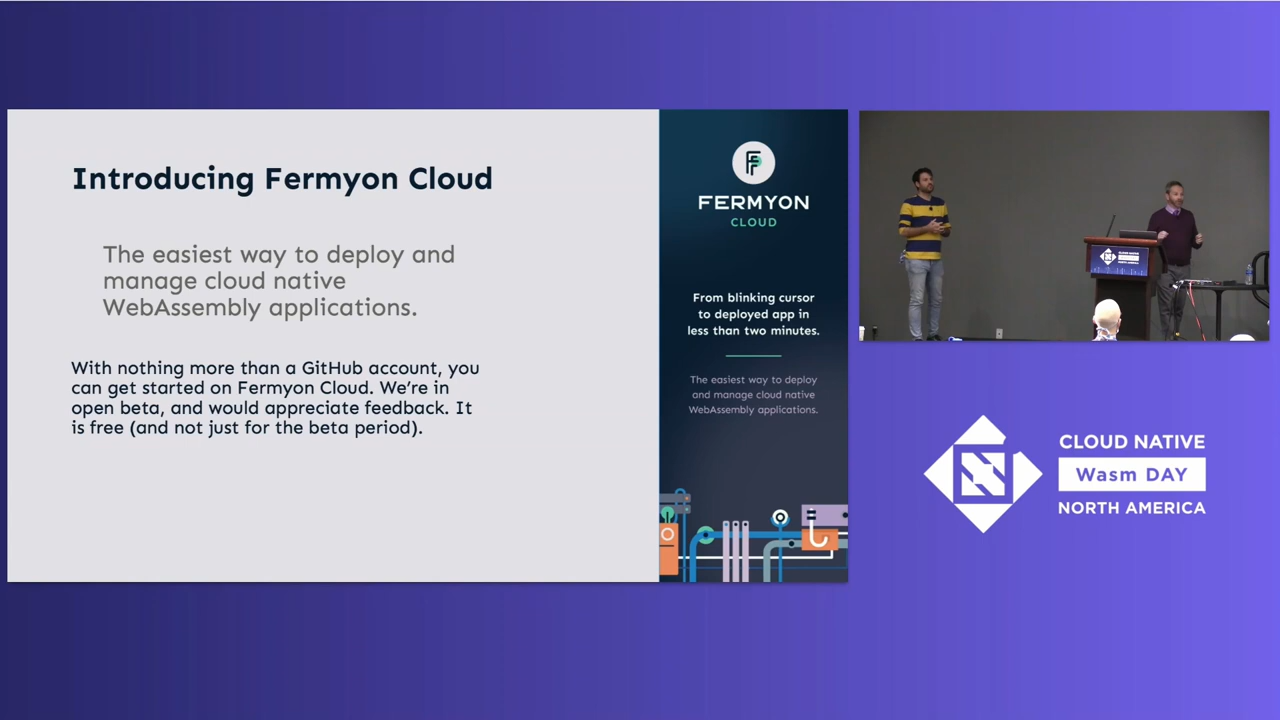 Introducing Fermyon Cloud
The easiest way to deploy and
manage cloud native
WebAssembly applications.
With nothing more than a GitHub account, you
can get started on Fermyon Cloud. We're in
open beta, and would appreciate feedback. It
is free (and not just for the beta period).
FERMYON
CLOUD
From blinking cursor
to deployed app in
less than two minutes.
The easiest way to deploy
and manage cloud native
WebAssembly applications.
CLOUD NATIVE
NORTH AMERICA
CLOUD NATIVE
Wasm DAY
NORTH AMERICA